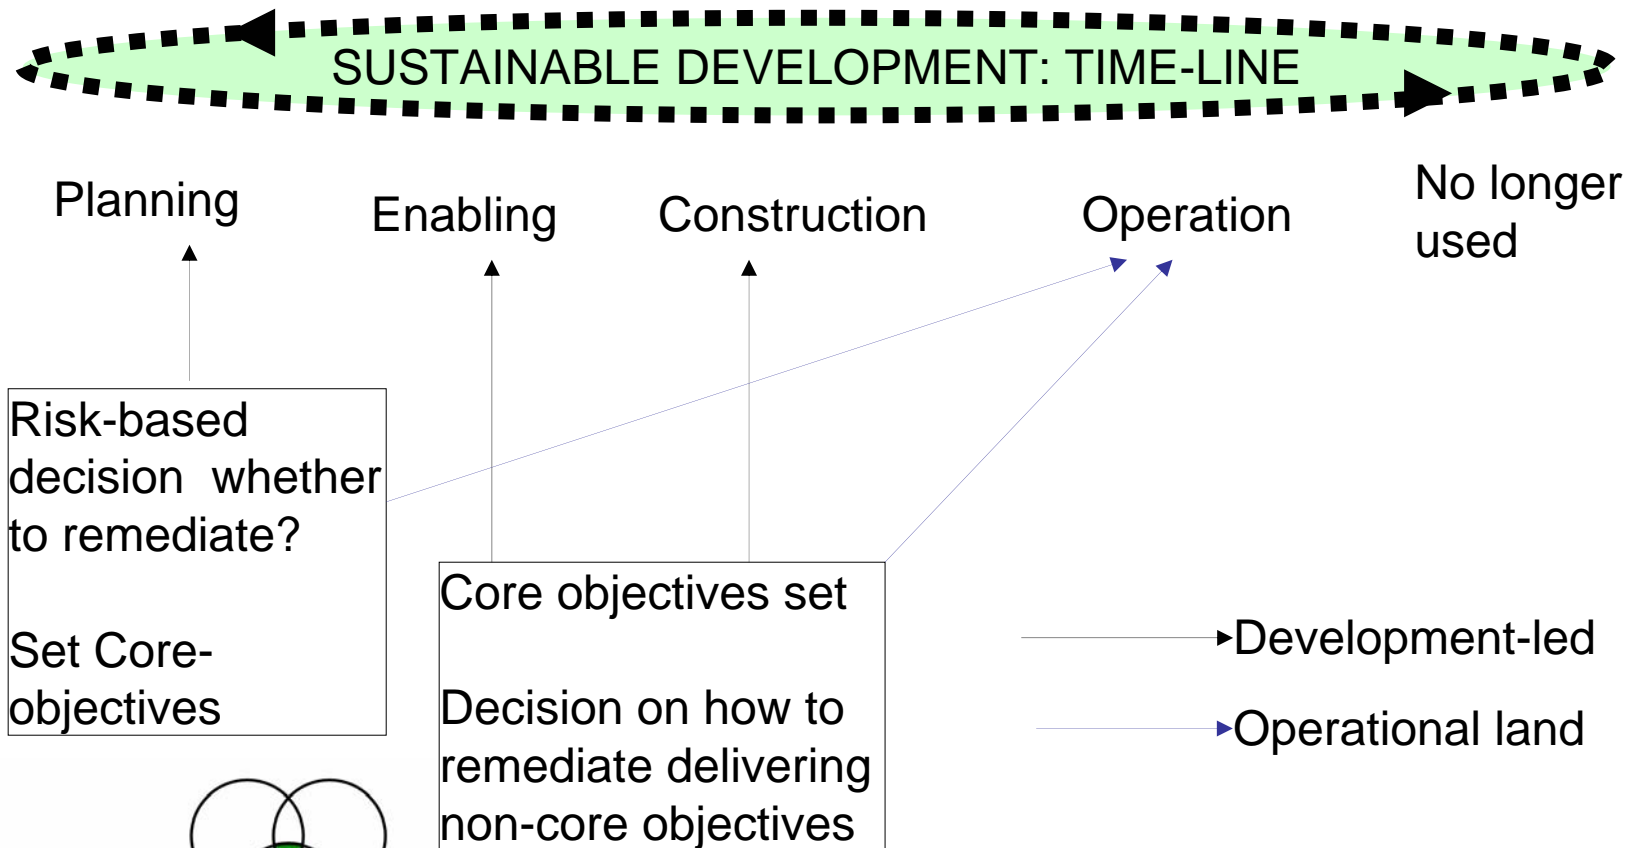 SUSTAINABLE DEVELOPMENT: TIME-LINE
Planning
Enabling
Construction
Operation
No longer
used
Risk-based
decision whether
to remediate?
Set Core-
objectives
Core objectives set
Decision on how to
remediate delivering
non-core objectives
Development-led
Operational land